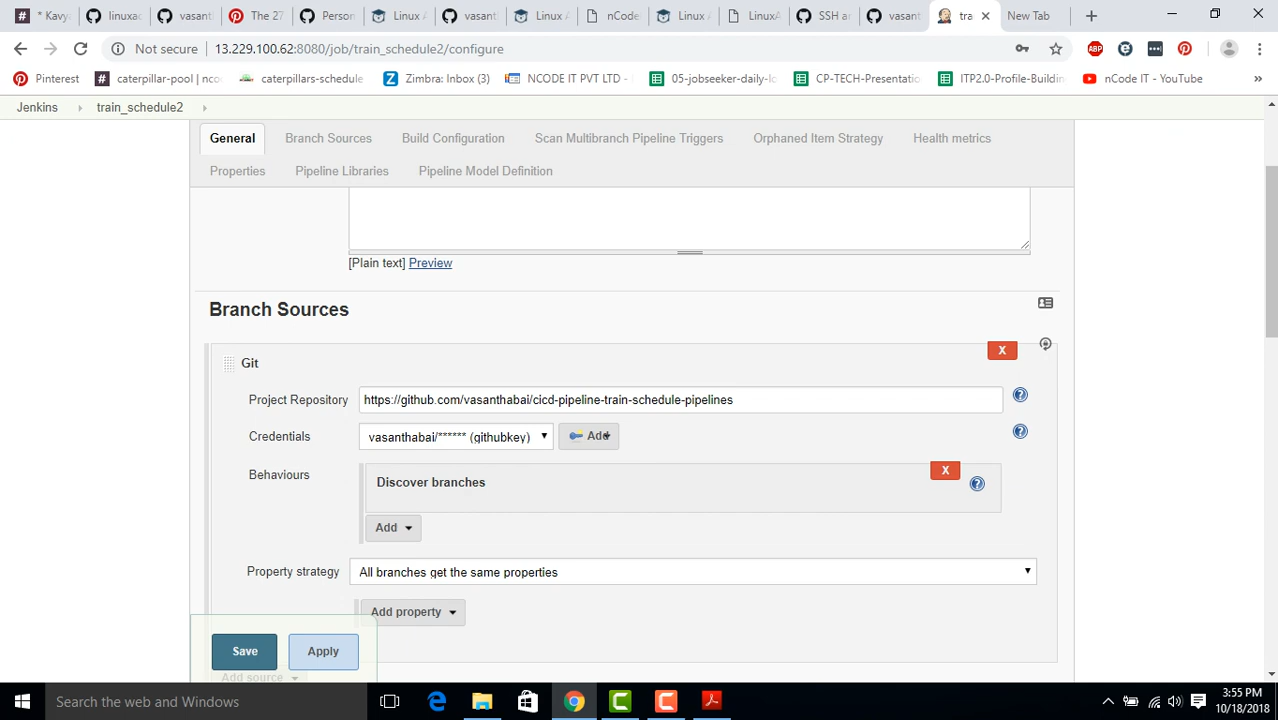 * Kavy
linuxac
vasant
The 27
Person
Linux A
vasant
Linux A
nCode
Linux A
LinuxA
SSH ar
vasant
tra
New Tab
Not secure
13.229.100.62:8080/job/train_schedule2/configure
Pinterest
caterpillar-pool | nco
caterpillars-schedule
Zimbra: Inbox (3)
NCODE IT PVT LTD -
05-jobseeker-daily-lo
CP-TECH-Presentatio
ITP2.0-Profile-Building
nCode IT - YouTube
»
Jenkins
train_schedule2
General
Branch Sources
Build Configuration
Scan Multibranch Pipeline Triggers
Orphaned Item Strategy
Health metrics
Properties
Pipeline Libraries
Pipeline Model Definition
[Plain text] Preview
Branch Sources
X
Git
Project Repository
https://github.com/vasanthabai/cicd-pipeline-train-schedule-pipelines
Credentials
vasanthabai/****** (githubkey)
Add
Behaviours
Discover branches
X
Add
Property strategy
All branches get the same properties
Add property
Save
Apply
Add source
Search the web and Windows
3:55 PM
10/18/2018